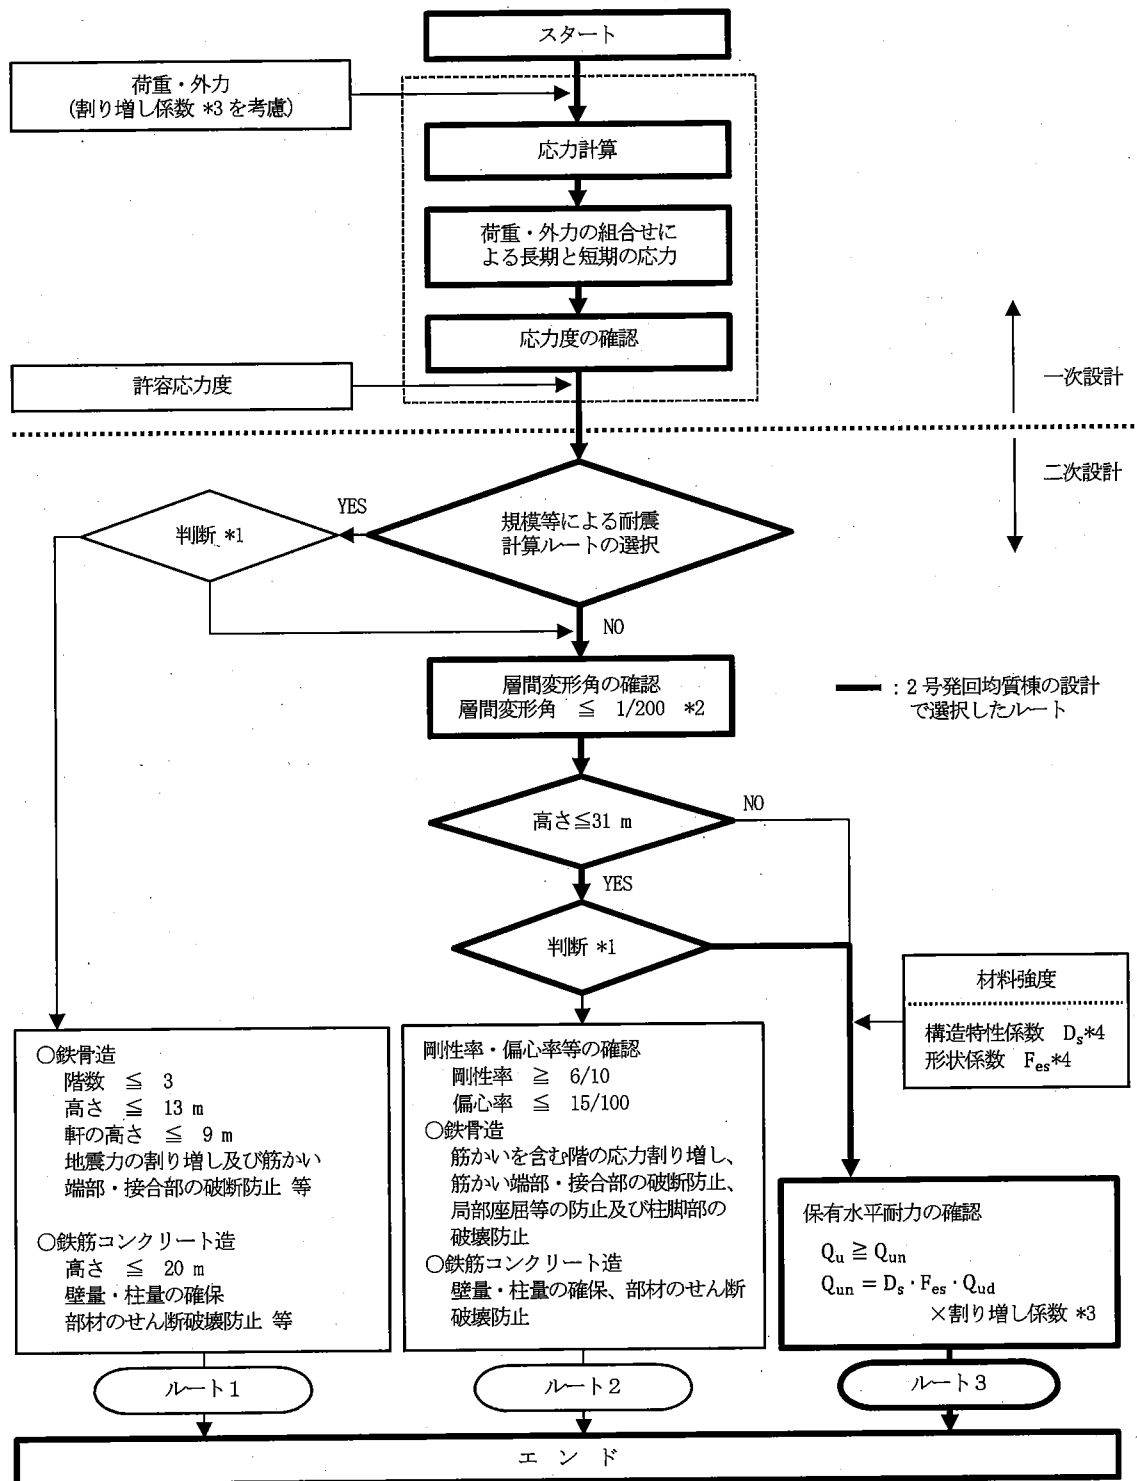 スタート
荷重・外力
(割り増し係数 *3 を考慮)
応力計算
荷重・外力の組合せに
よる長期と短期の応力
応力度の確認
許容応力度
一次設計
二次設計
規模等による耐震
計算ルートの選択
YES
判断 *1
NO
層間変形角の確認
層間変形角 ≦ 1/200 *2
：2号発回均質棟の設計
で選択したルート
高さ≦31 m
NO
YES
判断 *1
材料強度
構造特性係数 Ds*4
形状係数 Fes*4
○鉄骨造
階数 ≦ 3
高さ ≦ 13 m
軒の高さ ≦ 9 m
地震力の割り増し及び筋かい
端部・接合部の破断防止 等
○鉄筋コンクリート造
高さ ≦ 20 m
壁量・柱量の確保
部材のせん断破壊防止 等
剛性率・偏心率等の確認
剛性率 ≧ 6/10
偏心率 ≦ 15/100
○鉄骨造
筋かいを含む階の応力割り増し、
筋かい端部・接合部の破断防止、
局部座屈等の防止及び柱脚部の
破壊防止
○鉄筋コンクリート造
壁量・柱量の確保、部材のせん断
破壊防止
保有水平耐力の確認
Qu ≧ Qun
Qun = Ds · Fes · Qud
×割り増し係数 *3
ルート1
ルート2
ルート3
エンド